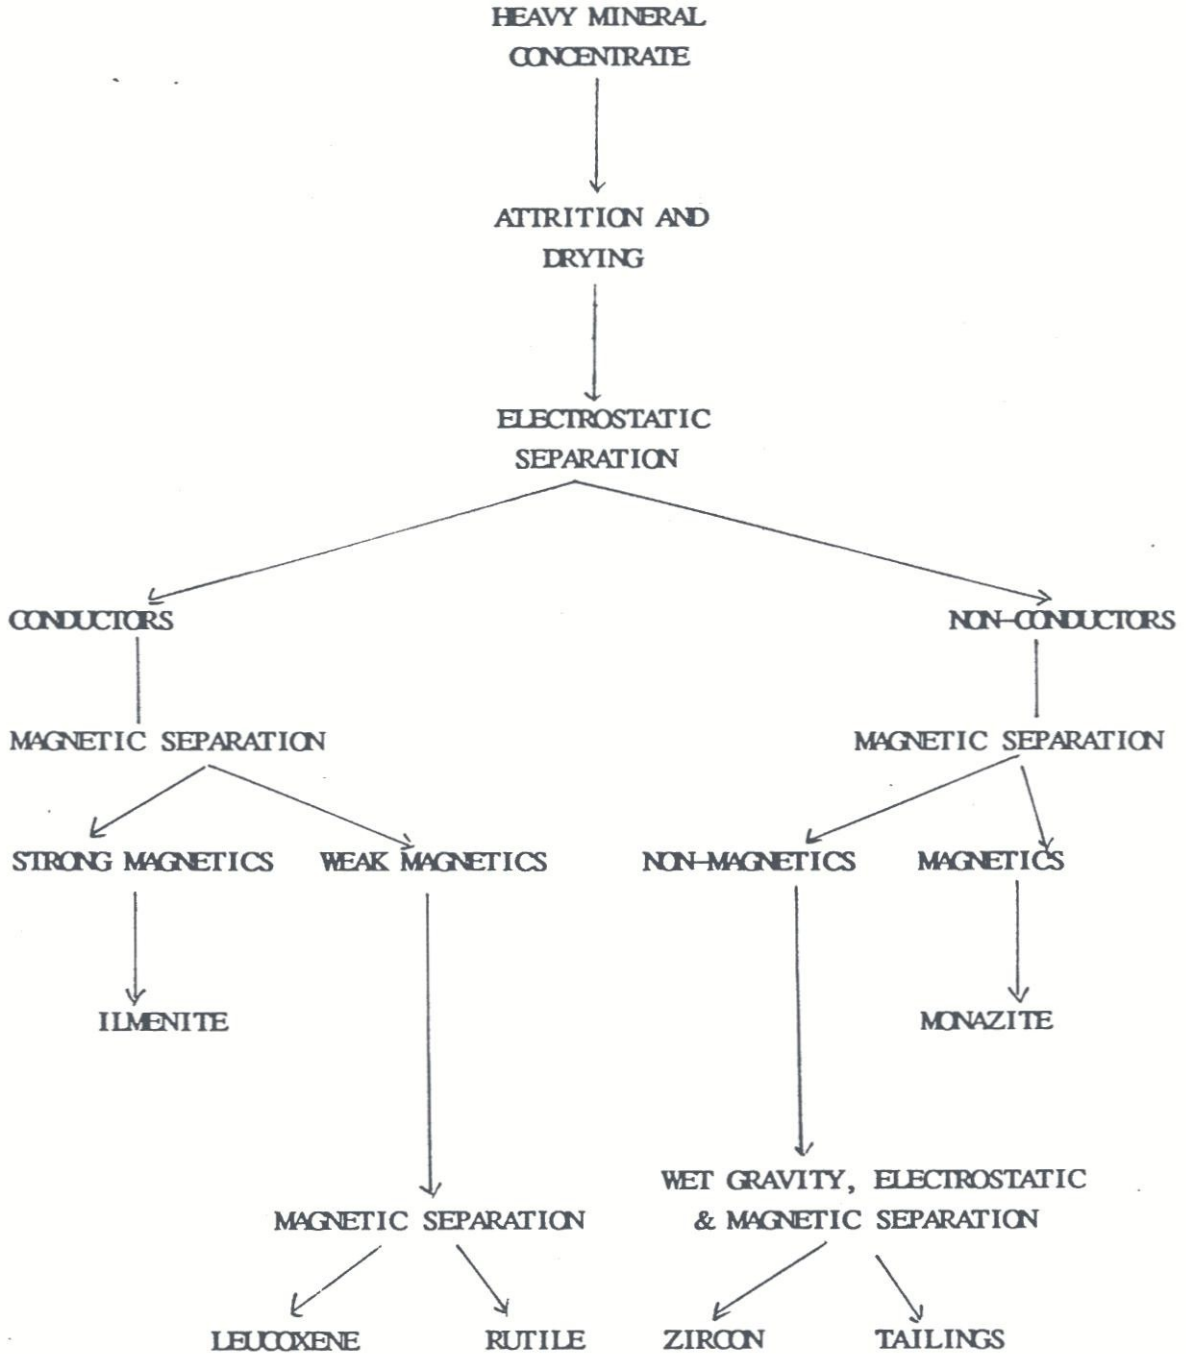 HEAVY MINERAL
CONCENTRATE
ATTRITION AND
DRYING
ELECTROSTATIC
SEPARATION
CONDUCTORS
NON-CONDUCTORS
MAGNETIC SEPARATION
MAGNETIC SEPARATION
STRONG MAGNETICS
WEAK MAGNETICS
NON-MAGNETICS
MAGNETICS
ILMENITE
MONAZITE
WET GRAVITY, ELECTROSTATIC
& MAGNETIC SEPARATION
MAGNETIC SEPARATION
LEUCOXENE
RUTILE
ZIRCON
TAILINGS